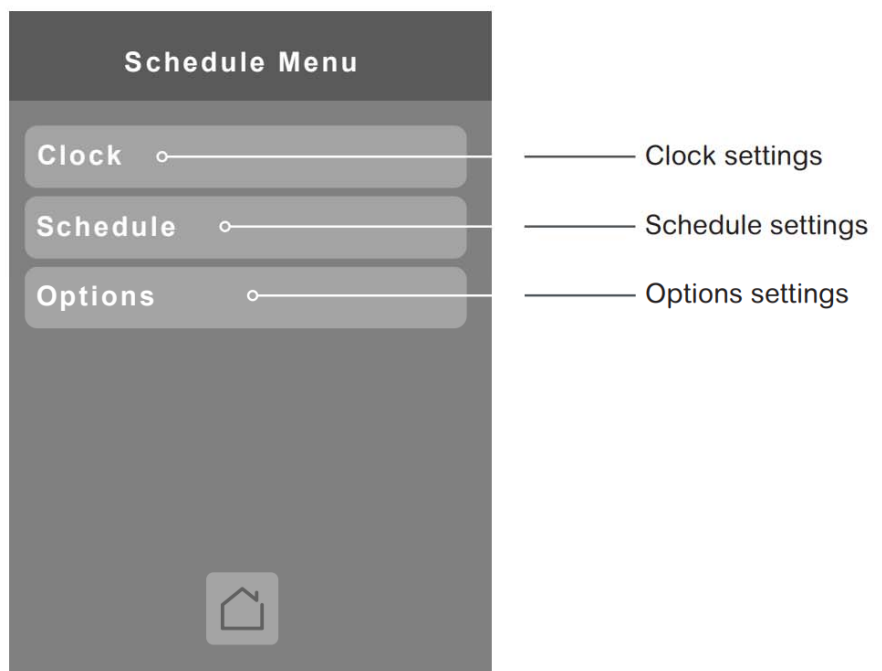 Schedule Menu
Clock
Clock settings
Schedule
Schedule settings
Options
Options settings